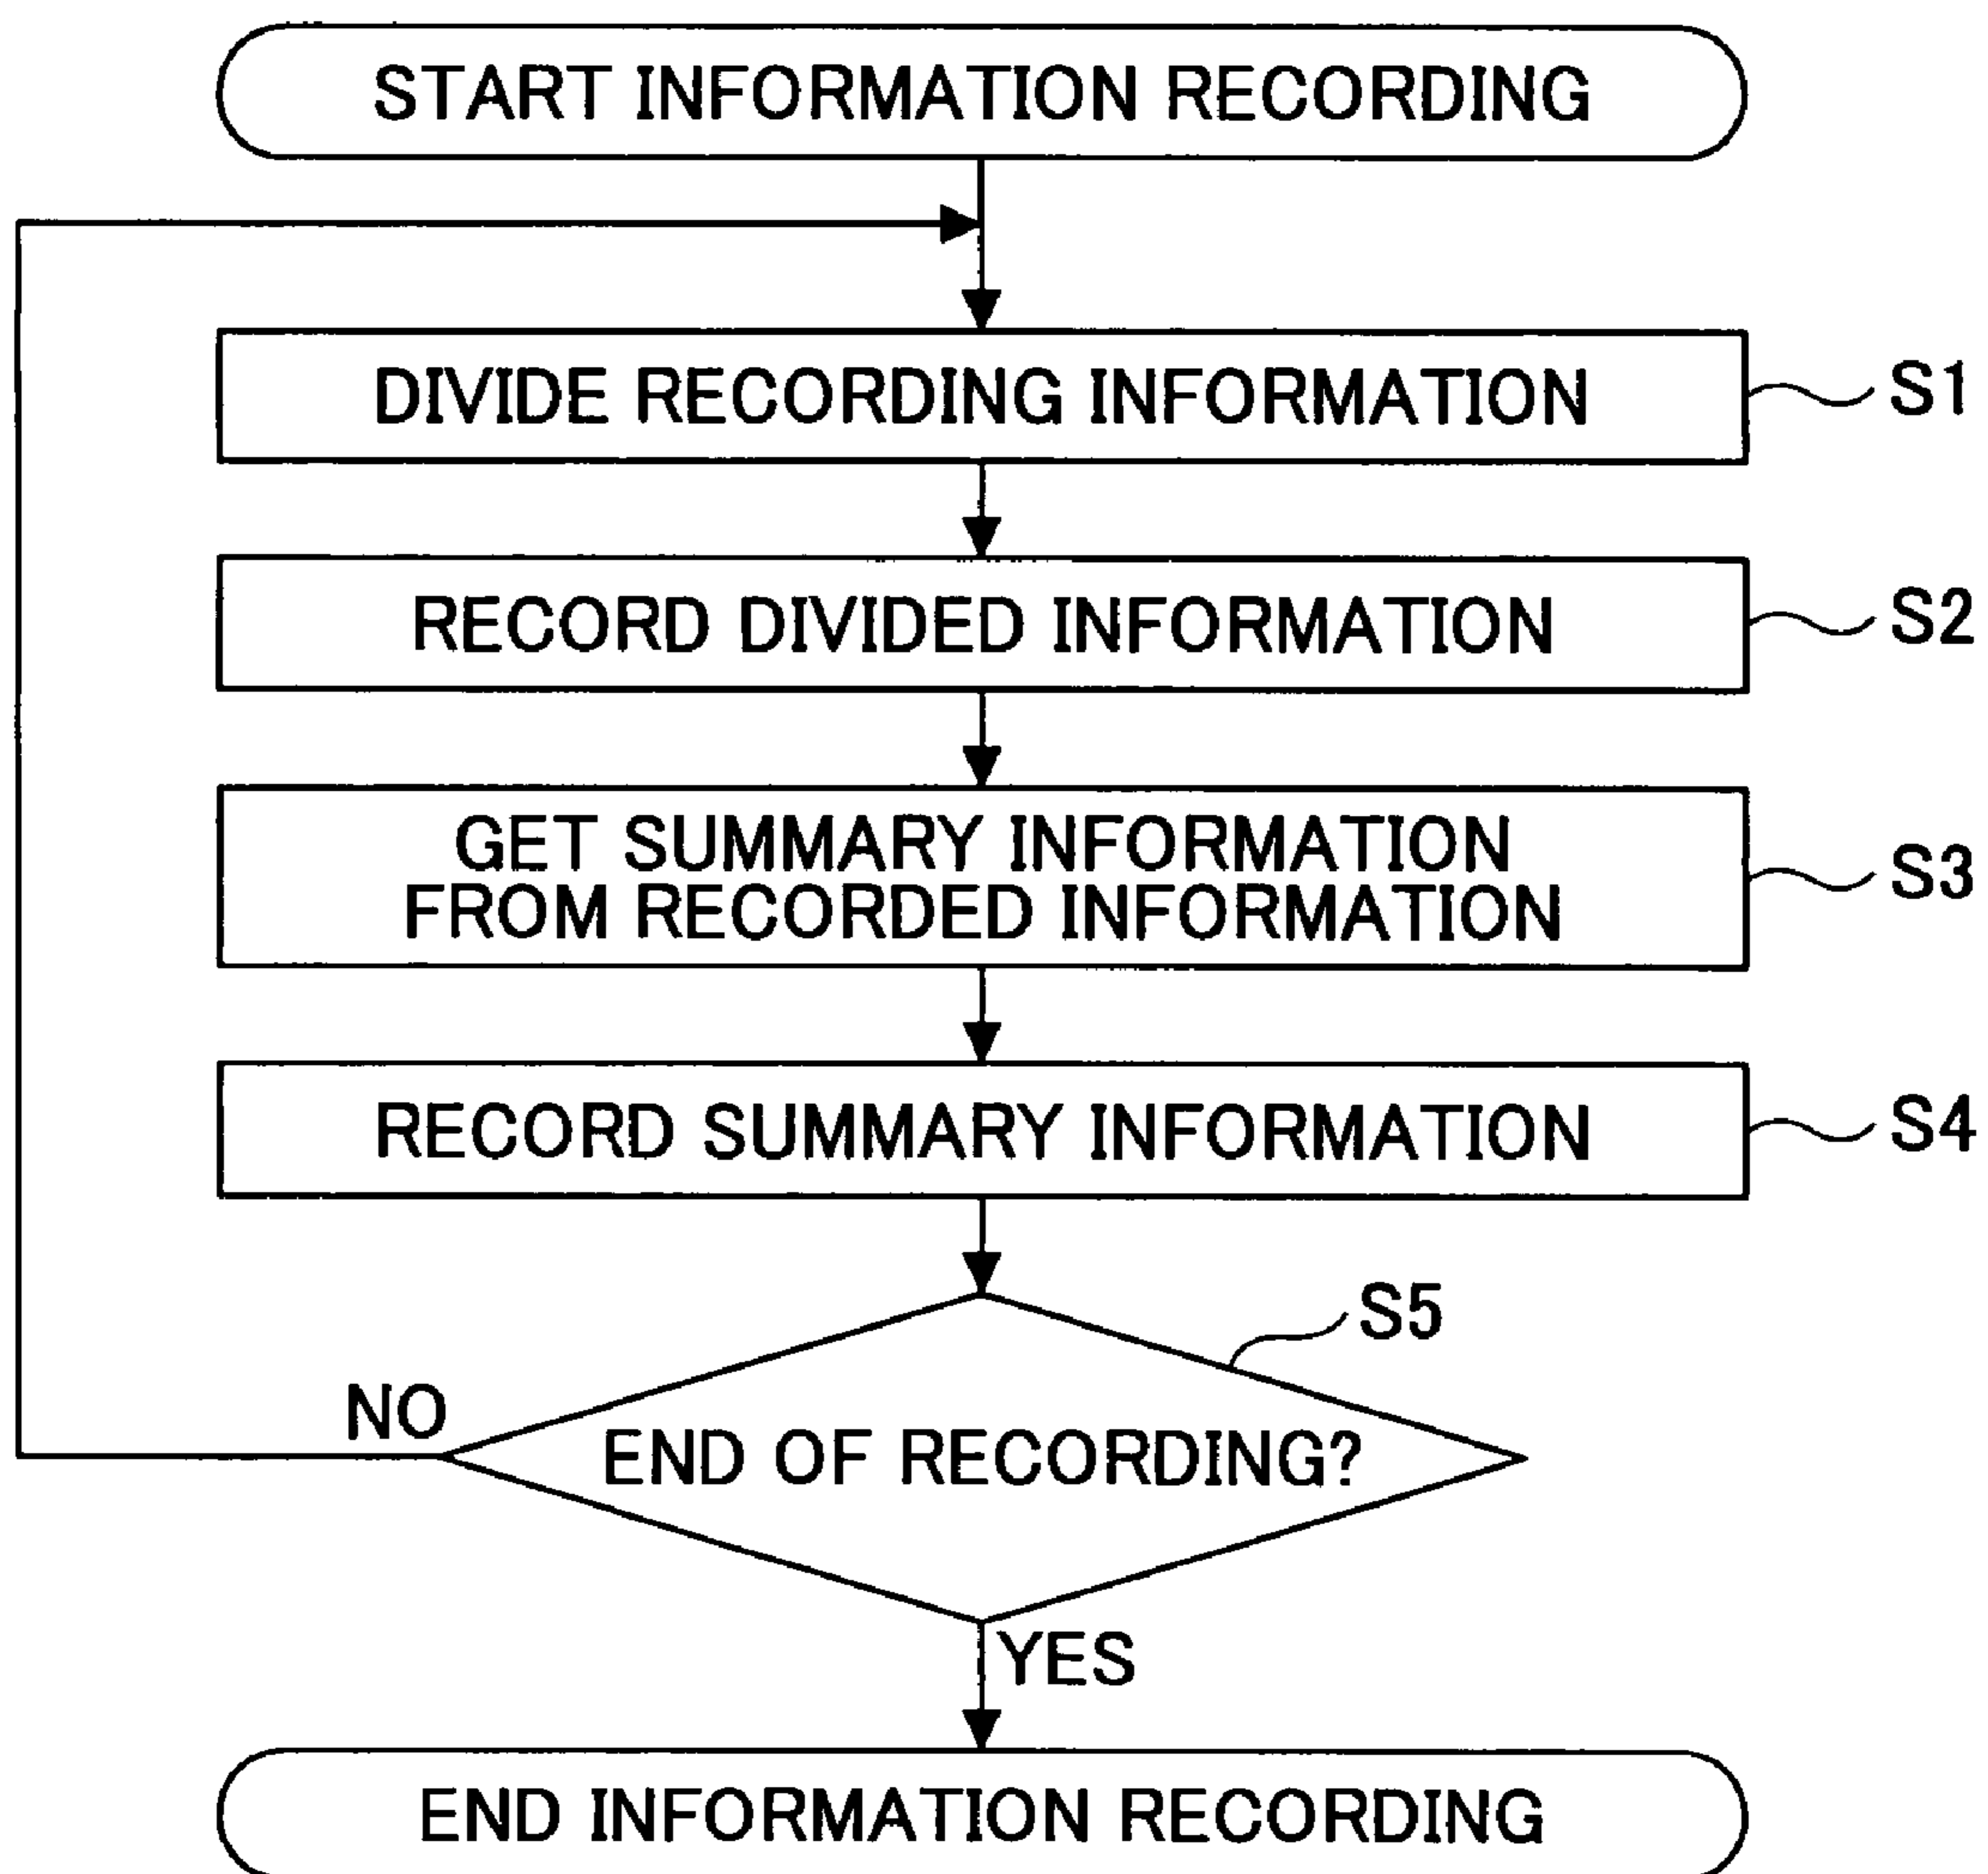 START INFORMATION RECORDING
DIVIDE RECORDING INFORMATION
S1
RECORD DIVIDED INFORMATION
S2
GET SUMMARY INFORMATION
FROM RECORDED INFORMATION
S3
RECORD SUMMARY INFORMATION
S4
S5
NO
END OF RECORDING?
YES
END INFORMATION RECORDING